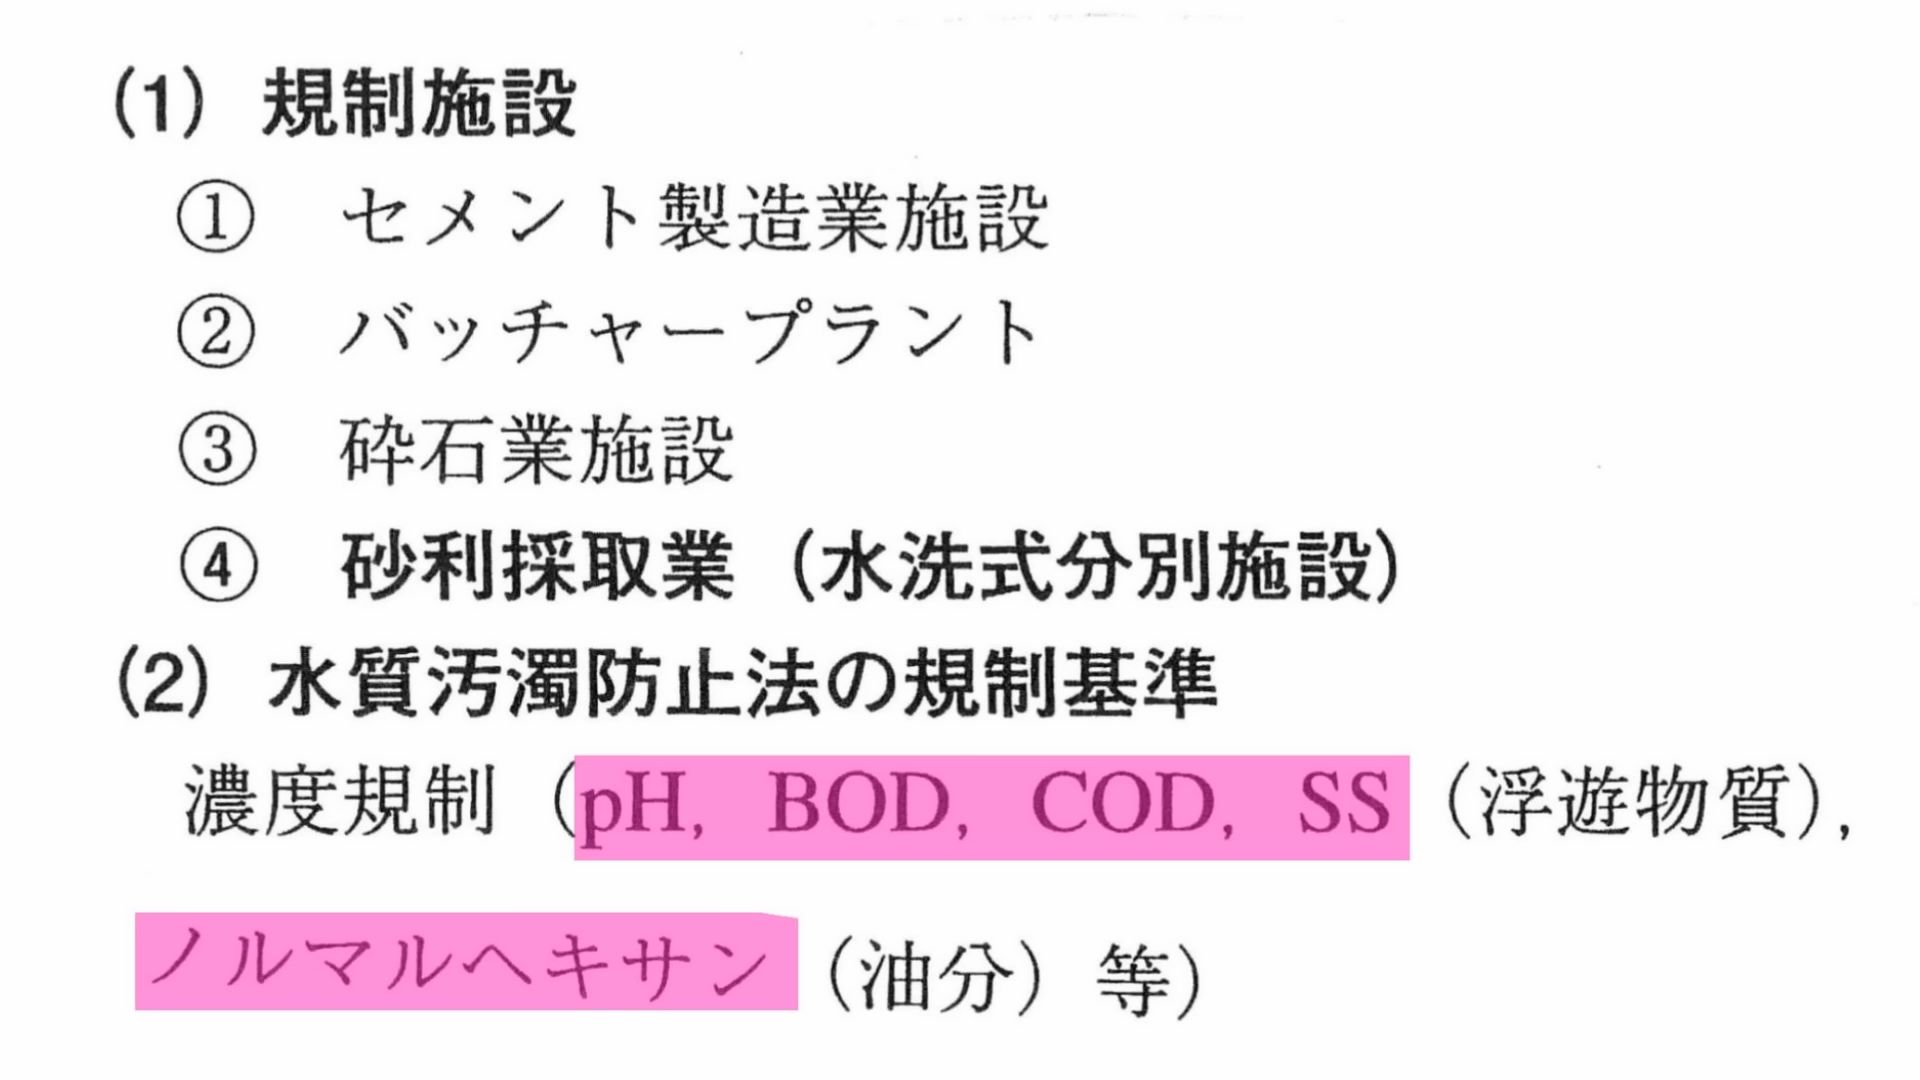 (1) 規制施設
① セメント製造業施設
② バッチャープラント
③ 砕石業施設
④ 砂利採取業（水洗式分別施設）
(2) 水質汚濁防止法の規制基準
濃度規制（pH，BOD，COD，SS（浮遊物質），
ノルマルヘキサン（油分）等）